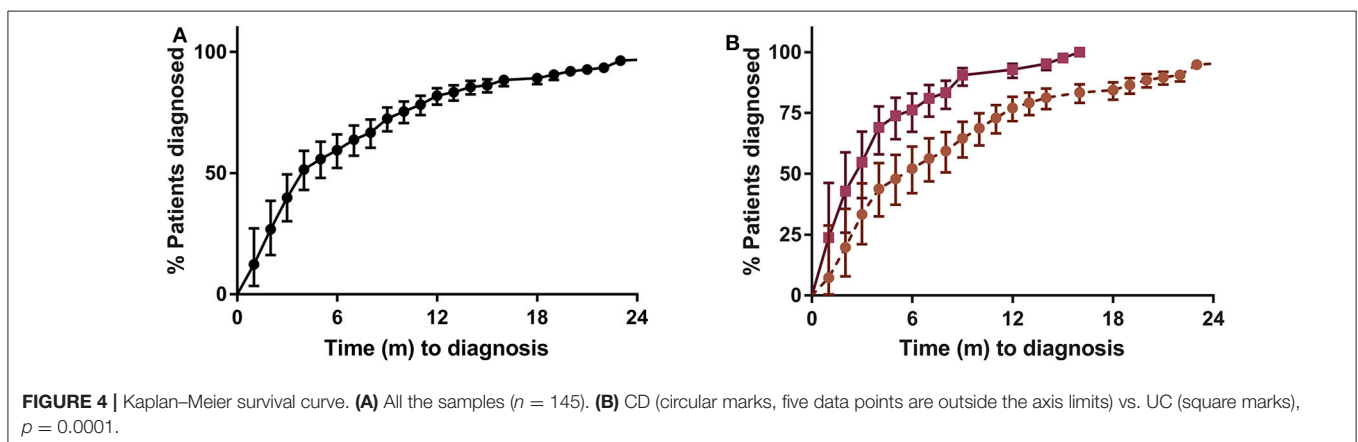 A
B
% Patients diagnosed
100
50
0
0 6 12 18 24
Time (m) to diagnosis
% Patients diagnosed
100
75
50
25
0
0 6 12 18 24
Time (m) to diagnosis
FIGURE 4 | Kaplan–Meier survival curve. (A) All the samples (n = 145). (B) CD (circular marks, five data points are outside the axis limits) vs. UC (square marks),
p = 0.0001.